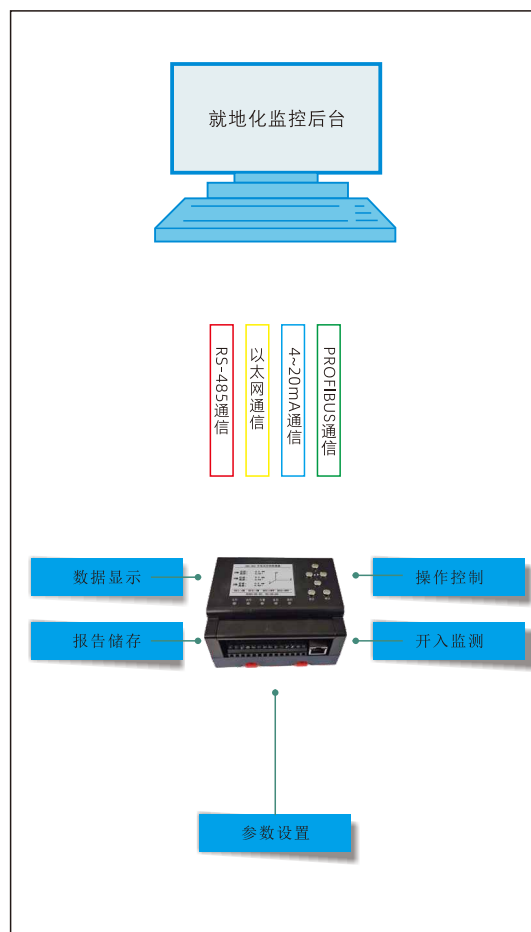 就地化监控后台
RS-485通信
以太网通信
4~20mA通信
PROFIBUS通信
数据显示
操作控制
报告储存
开入监测
参数设置